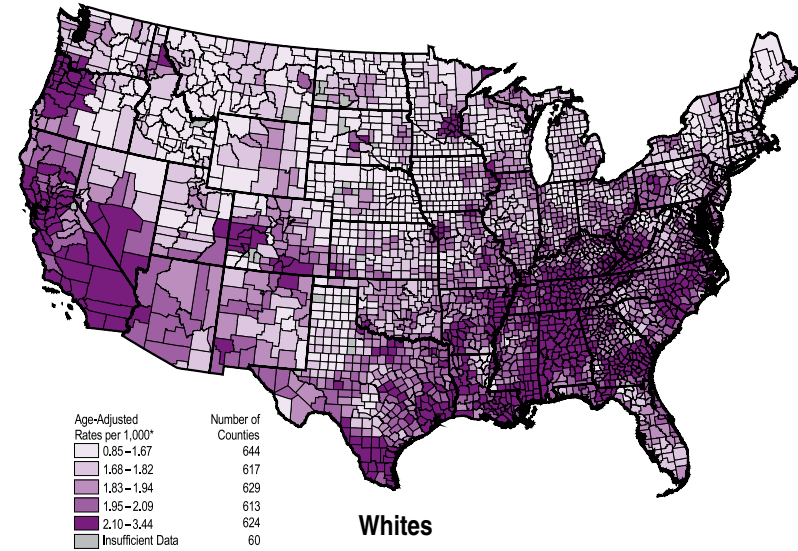 Age-Adjusted Number of
Rates per 1,000* Counties
0.85–1.67 644
1.68–1.82 617
1.83–1.94 629
1.95–2.09 613
2.10–3.44 624
Insufficient Data 60
Whites